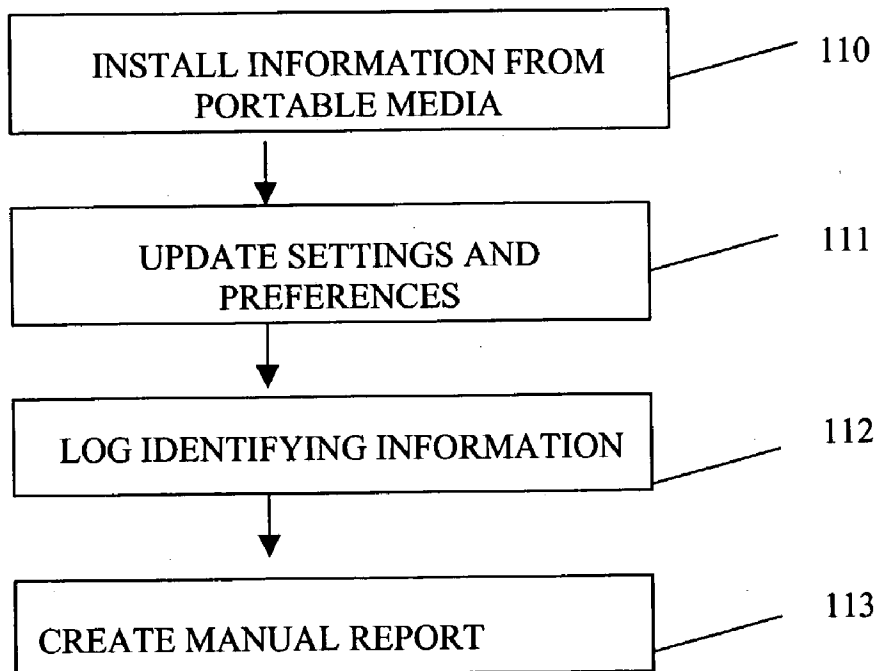 INSTALL INFORMATION FROM
PORTABLE MEDIA
110
UPDATE SETTINGS AND
PREFERENCES
111
LOG IDENTIFYING INFORMATION
112
CREATE MANUAL REPORT
113